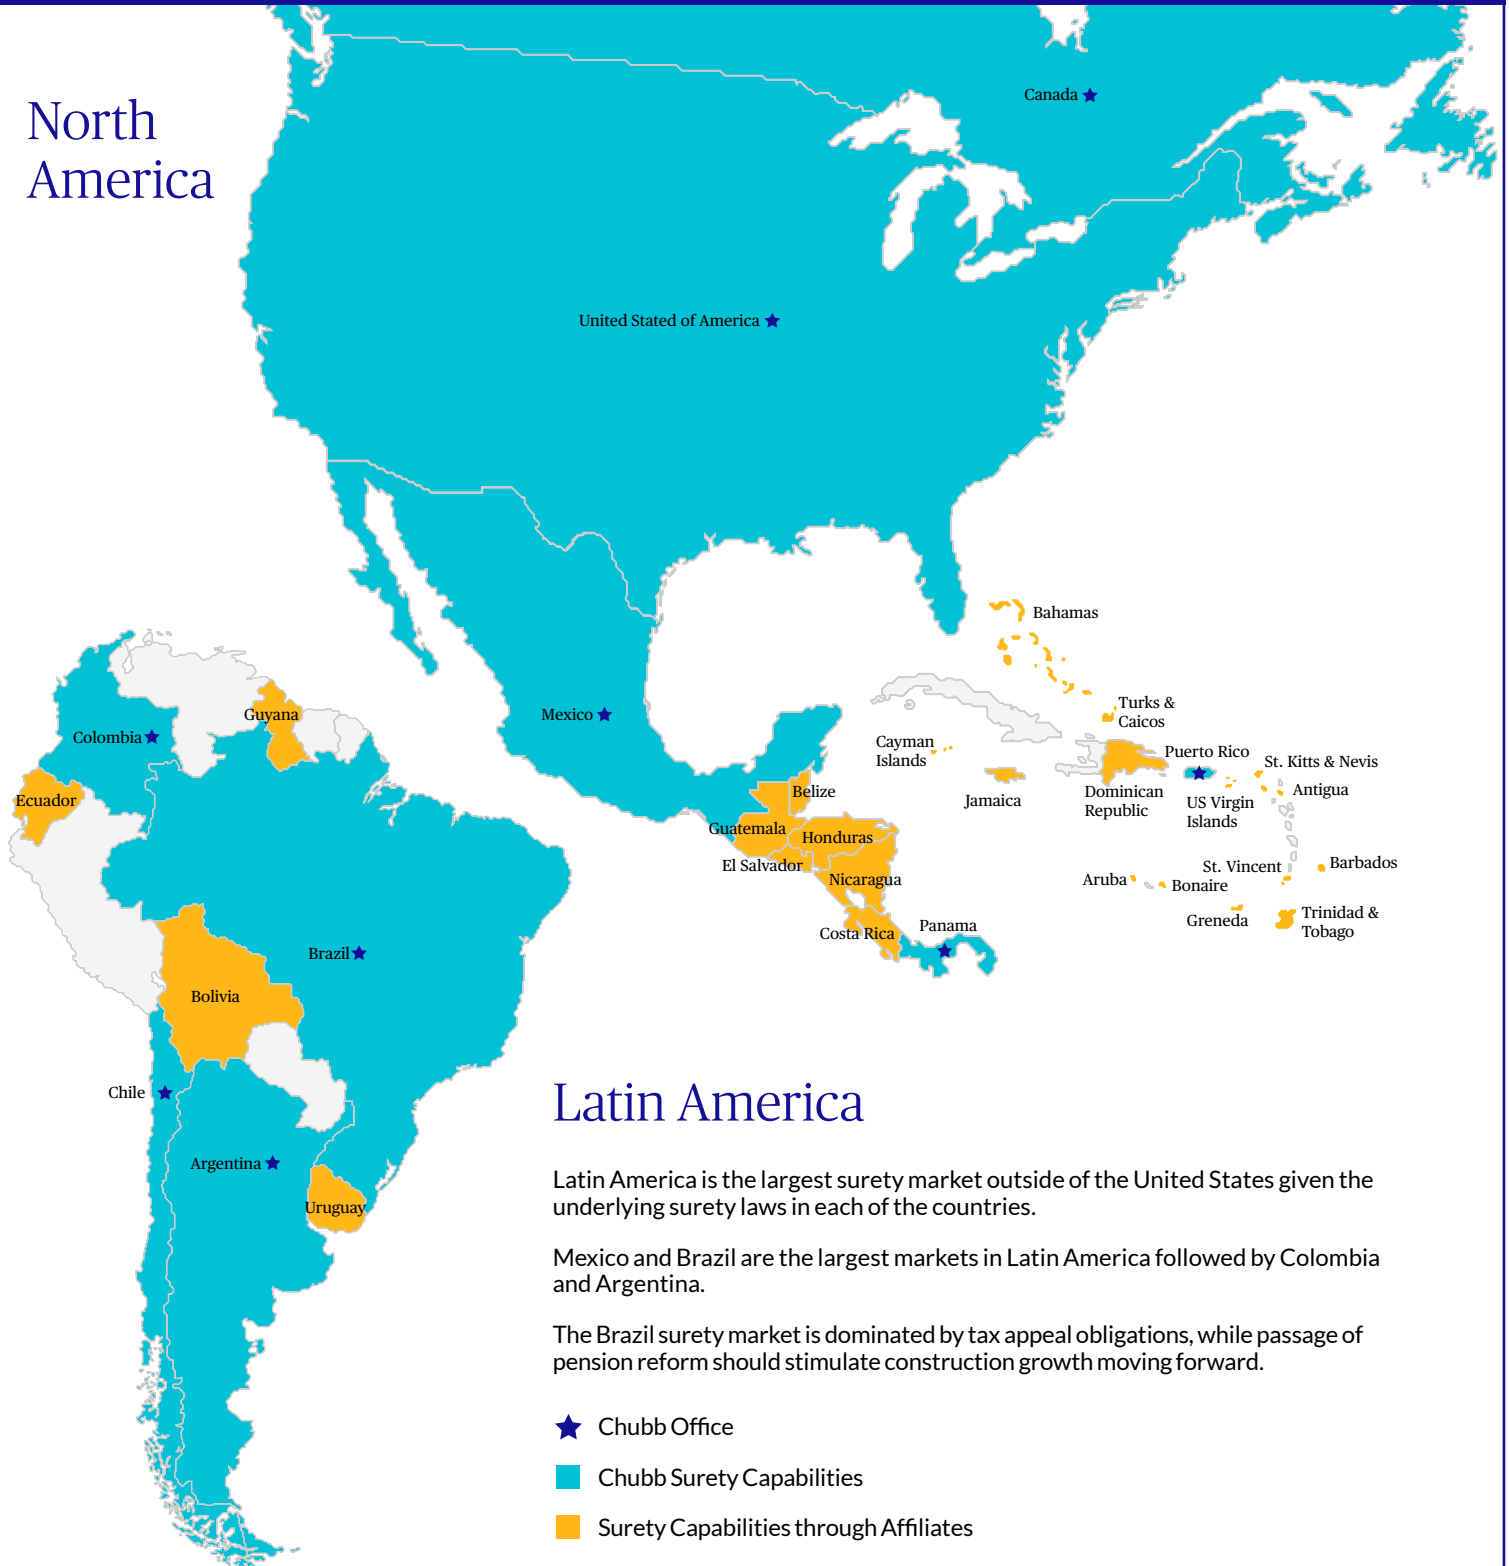 North
America
Canada
United Stated of America
Mexico
Bahamas
Turks &
Caicos
Cayman
Islands
Jamaica
Dominican
Republic
Puerto Rico
US Virgin
Islands
St. Kitts & Nevis
Antigua
St. Vincent
Barbados
Aruba
Bonaire
Greneda
Trinidad &
Tobago
Belize
Guatemala
Honduras
El Salvador
Nicaragua
Costa Rica
Panama
Guyana
Colombia
Ecuador
Brazil
Bolivia
Chile
Argentina
Uruguay
Latin America
Latin America is the largest surety market outside of the United States given the
underlying surety laws in each of the countries.
Mexico and Brazil are the largest markets in Latin America followed by Colombia
and Argentina.
The Brazil surety market is dominated by tax appeal obligations, while passage of
pension reform should stimulate construction growth moving forward.
Chubb Office
Chubb Surety Capabilities
Surety Capabilities through Affiliates